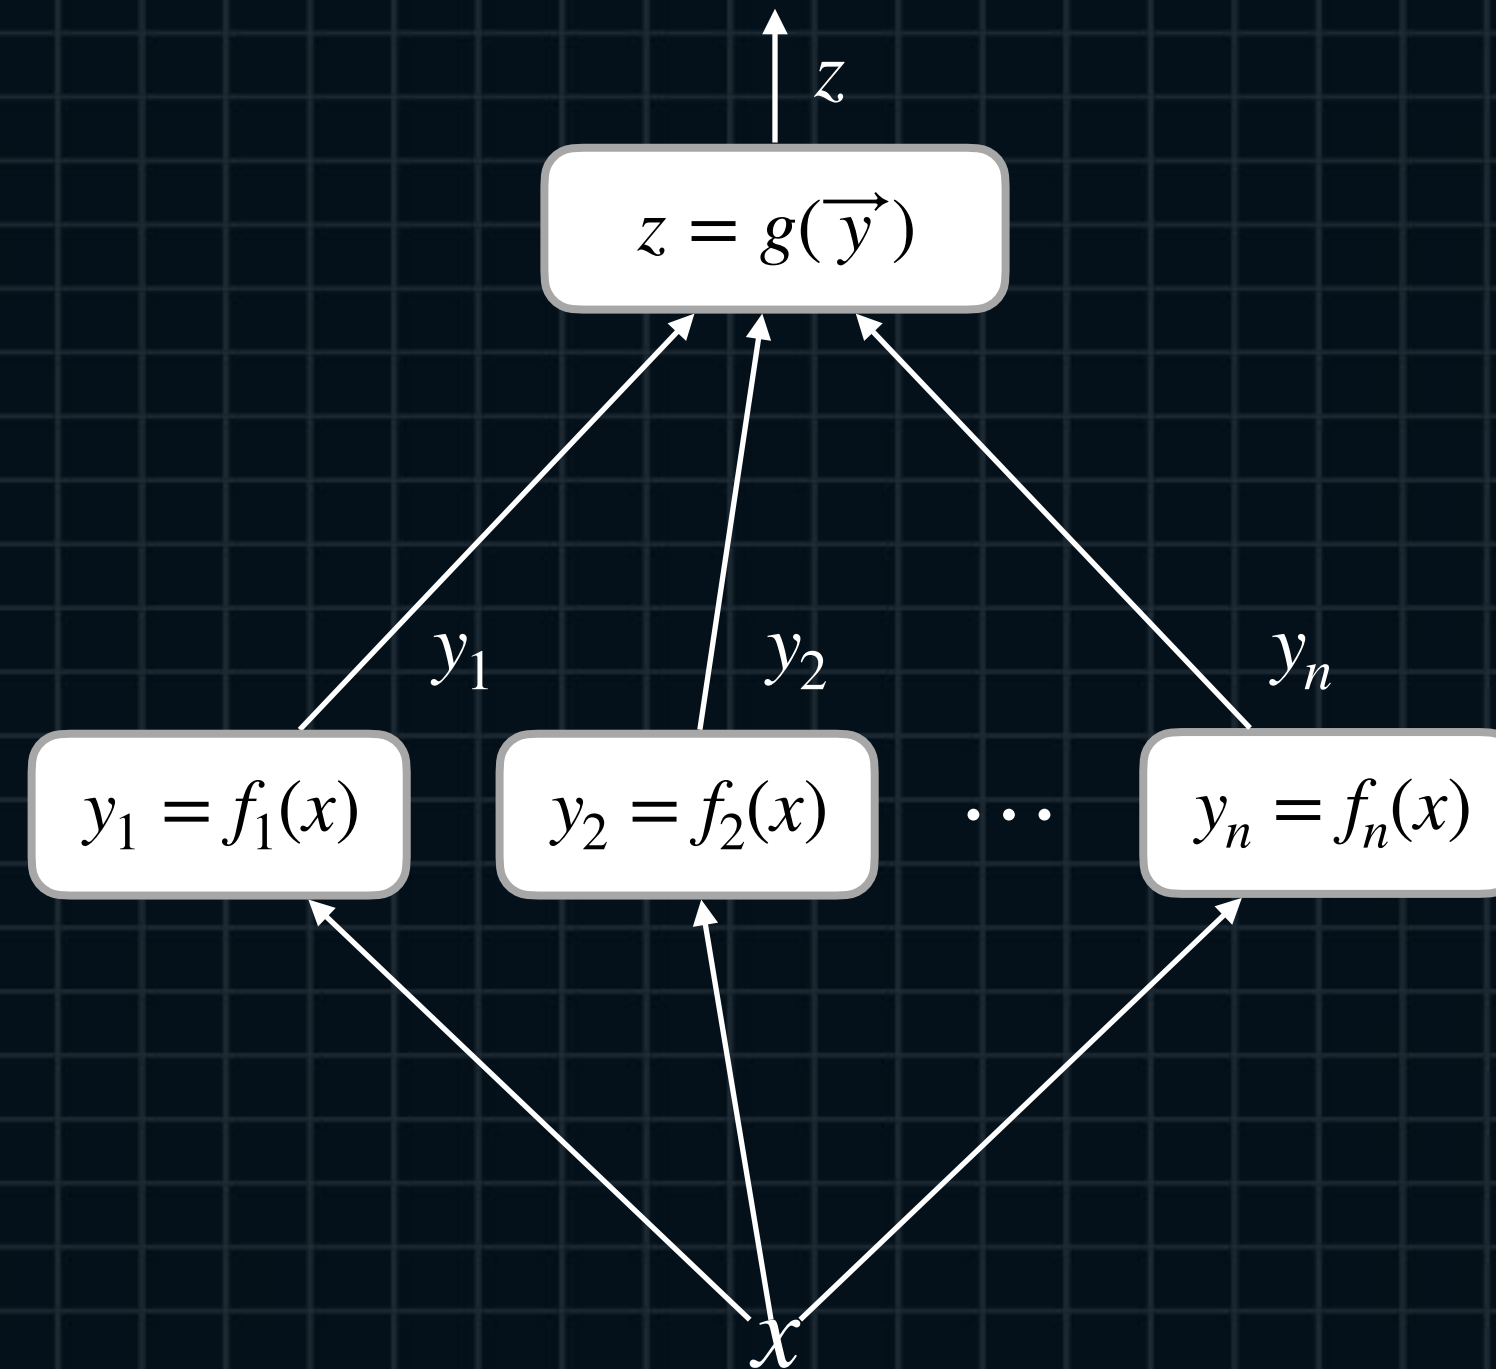 z
z = g(y⃗)
y₁ y₂ yₙ
y₁ = f₁(x) y₂ = f₂(x) ··· yₙ = fₙ(x)
x